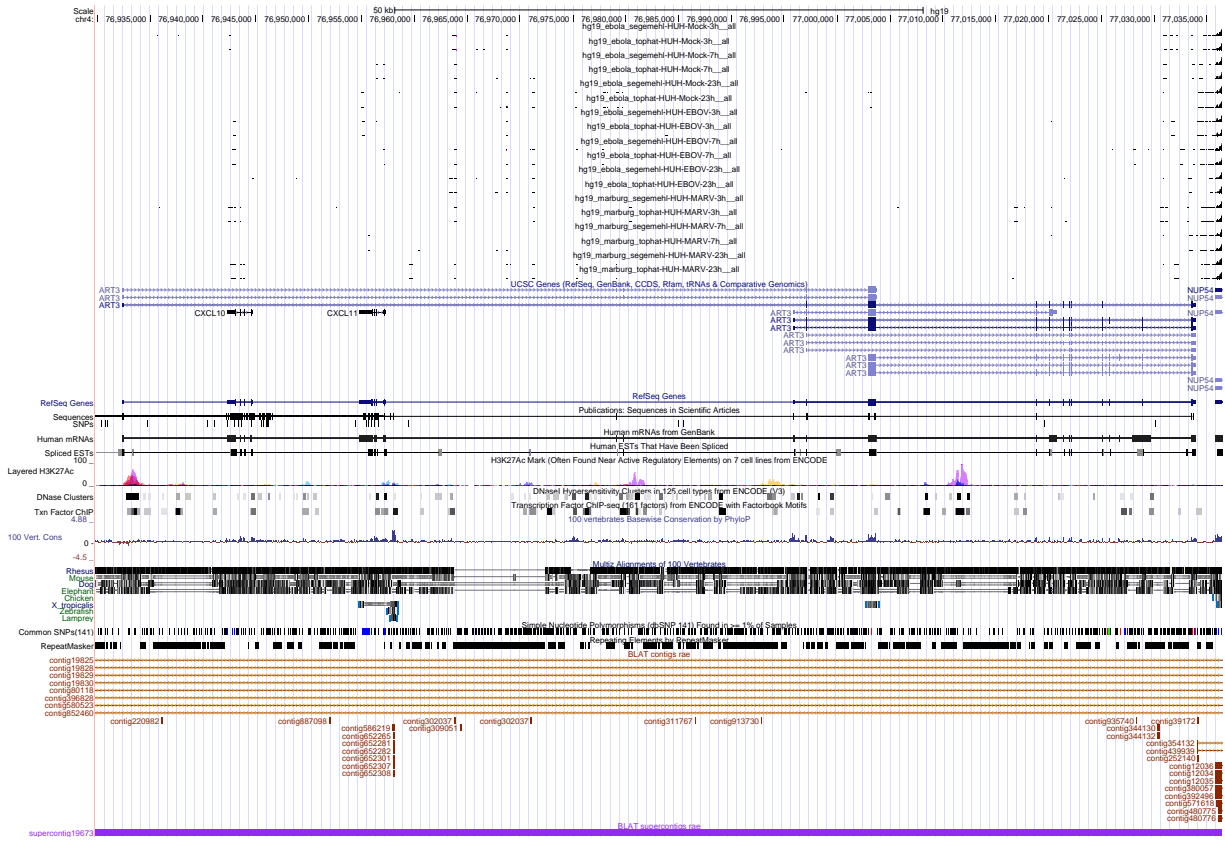 Scale 50 kb hg19
chr4: 76,935,000 76,940,000 76,945,000 76,950,000 76,955,000 76,960,000 76,965,000 76,970,000 76,975,000 76,980,000 76,985,000 76,990,000 76,995,000 77,000,000 77,005,000 77,010,000 77,015,000 77,020,000 77,025,000 77,030,000 77,035,000
hg19_ebola_segemehl-HUH-Mock-3h__all
hg19_ebola_tophat-HUH-Mock-3h__all
hg19_ebola_segemehl-HUH-Mock-7h__all
hg19_ebola_tophat-HUH-Mock-7h__all
hg19_ebola_segemehl-HUH-Mock-23h__all
hg19_ebola_tophat-HUH-Mock-23h__all
hg19_ebola_segemehl-HUH-EBOV-3h__all
hg19_ebola_tophat-HUH-EBOV-3h__all
hg19_ebola_segemehl-HUH-EBOV-7h__all
hg19_ebola_tophat-HUH-EBOV-7h__all
hg19_ebola_segemehl-HUH-EBOV-23h__all
hg19_ebola_tophat-HUH-EBOV-23h__all
hg19_marburg_segemehl-HUH-MARV-3h__all
hg19_marburg_tophat-HUH-MARV-3h__all
hg19_marburg_segemehl-HUH-MARV-7h__all
hg19_marburg_tophat-HUH-MARV-7h__all
hg19_marburg_segemehl-HUH-MARV-23h__all
hg19_marburg_tophat-HUH-MARV-23h__all
UCSC Genes (RefSeq, GenBank, CCDS, Rfam, tRNAs & Comparative Genomics)
ART3 NUP54
ART3 NUP54
ART3
CXCL10 CXCL11 ART3 NUP54
ART3
ART3
ART3
ART3
ART3
ART3
ART3
ART3
NUP54
NUP54
RefSeq Genes
RefSeq Genes
Publications: Sequences in Scientific Articles
Sequences
SNPs
Human mRNAs from GenBank
Human mRNAs
Human ESTs That Have Been Spliced
Spliced ESTs
H3K27Ac Mark (Often Found Near Active Regulatory Elements) on 7 cell lines from ENCODE
100 _
Layered H3K27Ac
0 _
DNaseI Hypersensitivity Clusters in 125 cell types from ENCODE (V3)
DNase Clusters
Transcription Factor ChIP-seq (161 factors) from ENCODE with Factorbook Motifs
Txn Factor ChIP
100 vertebrates Basewise Conservation by PhyloP
4.88 _
100 Vert. Cons
0 -
-4.5 _
Multiz Alignments of 100 Vertebrates
Rhesus
Mouse
Dog
Elephant
Chicken
X_tropicalis
Zebrafish
Lamprey
Simple Nucleotide Polymorphisms (dbSNP 141) Found in >= 1% of Samples
Common SNPs(141)
Repeating Elements by RepeatMasker
RepeatMasker
BLAT contigs rae
contig19825
contig19828
contig19829
contig19830
contig80118
contig396828
contig580523
contig652460
contig220982 contig887098 contig302037 contig302037 contig311767 contig913730 contig935740 contig39172
contig586219 contig309051 contig344130
contig652265 contig344132
contig652281 contig354132
contig652282 contig439939
contig652301 contig252140
contig652307 contig12036
contig652308 contig12034
contig12035
contig380057
contig392496
contig571618
contig480775
contig480776
BLAT supercontigs rae
supercontig19673